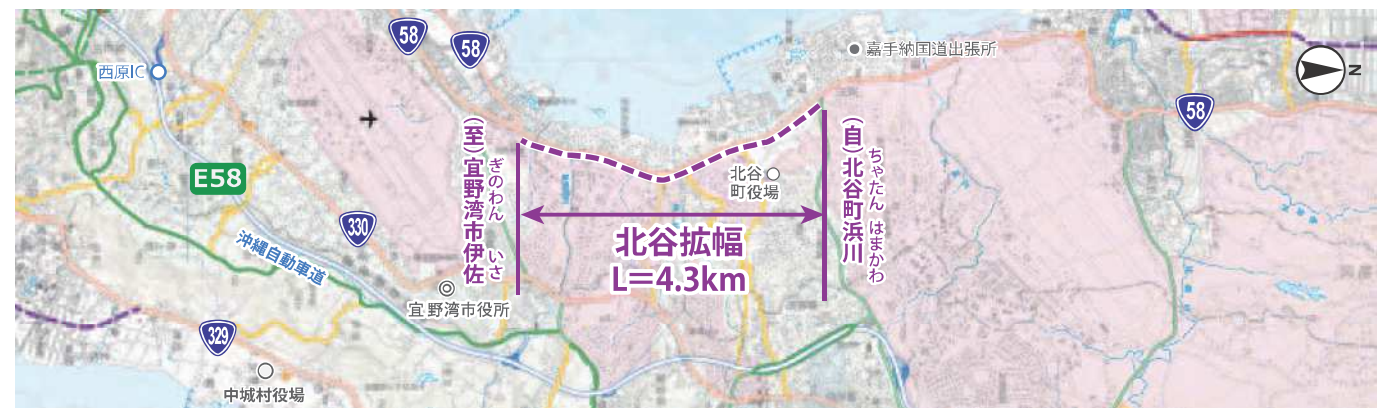 58
58
嘉手納国道出張所
N
西原IC
58
(至)宜野湾市伊佐
ぎのわん いさ
(自)北谷町浜川
ちゃたん はまかわ
北谷
町役場
E58
330
北谷拡幅
L=4.3km
沖縄自動車道
宜野湾市役所
329
中城村役場